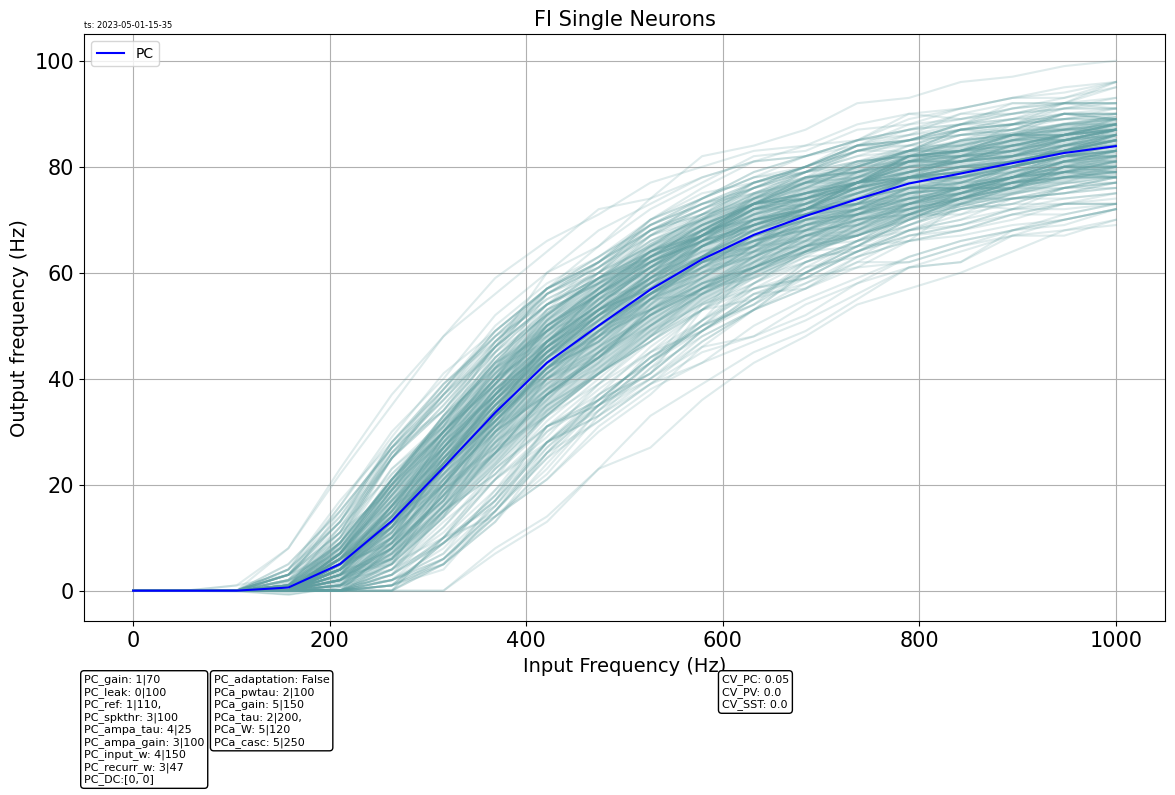 FI Single Neurons
ts: 2023-05-01-15-35
PC
100
80
60
40
20
0
Output frequency (Hz)
0 200 400 600 800 1000
Input Frequency (Hz)
PC_gain: 1|70
PC_leak: 0|100
PC_ref: 1|110,
PC_spkthr: 3|100
PC_ampa_tau: 4|25
PC_ampa_gain: 3|100
PC_input_w: 4|150
PC_recurr_w: 3|47
PC_DC:[0, 0]
PC_adaptation: False
PCa_pwtau: 2|100
PCa_gain: 5|150
PCa_tau: 2|200,
PCa_W: 5|120
PCa_casc: 5|250
CV_PC: 0.05
CV_PV: 0.0
CV_SST: 0.0